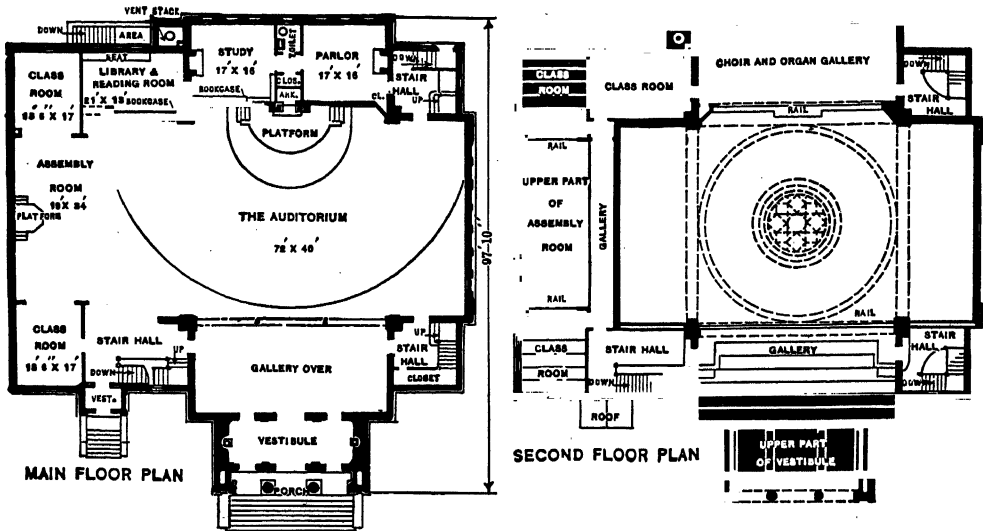 VENT STACK
DOWN
AREA
SEAT
CLASS
ROOM
18' 6" X 17'
LIBRARY &
READING ROOM
21' X 13'
BOOKCASE
STUDY
17' X 16'
BOOKCASE
TOILET
CLOS.
PARLOR
17' X 16'
CL.
DOWN
STAIR
HALL
UP
PLATFORM
ASSEMBLY
ROOM
PLATFORM
THE AUDITORIUM
72' X 40'
97'-10"
CLASS
ROOM
18' 6" X 17'
STAIR HALL
UP
DOWN
VEST.
GALLERY OVER
UP
STAIR
HALL
CLOSET
VESTIBULE
PORCH
MAIN FLOOR PLAN
CLASS
ROOM
CLASS ROOM
CHOIR AND ORGAN GALLERY
DOWN
STAIR
HALL
RAIL
RAIL
UPPER PART
OF
ASSEMBLY
ROOM
GALLERY
RAIL
RAIL
CLASS
ROOM
STAIR HALL
DOWN
GALLERY
STAIR
HALL
DOWN
ROOF
UPPER PART
OF VESTIBULE
SECOND FLOOR PLAN